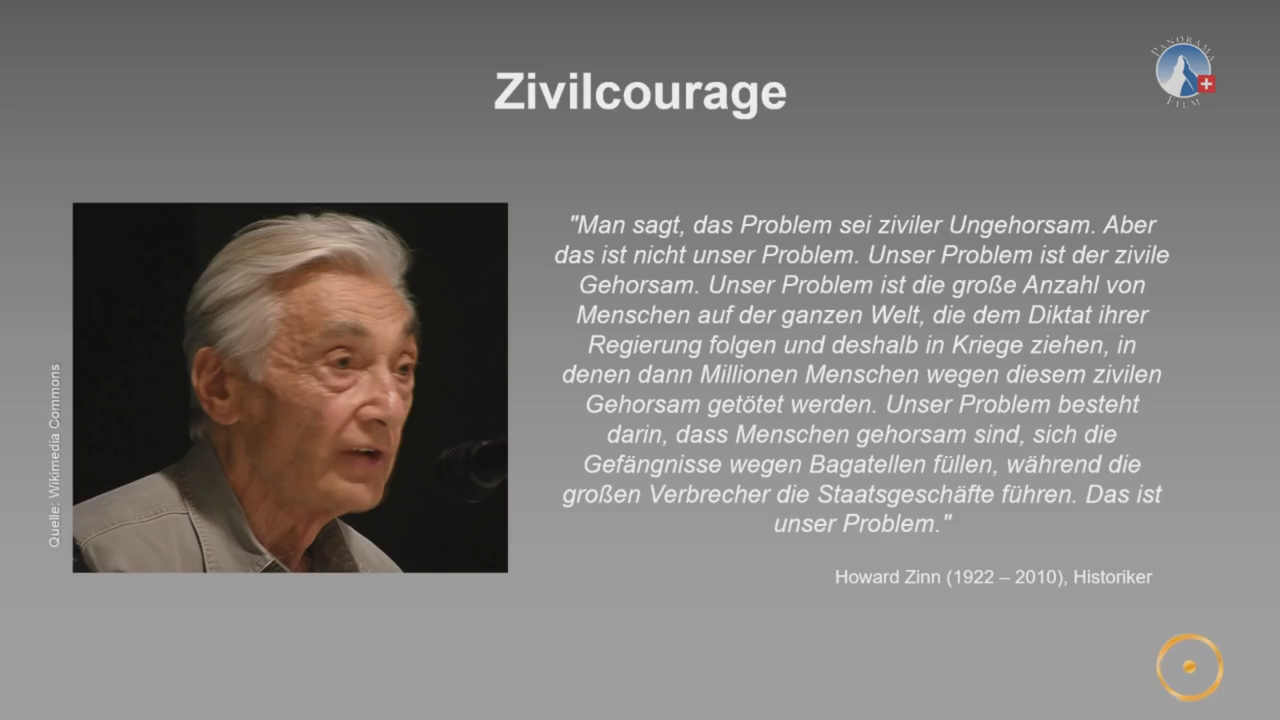 Zivilcourage
PANORAMA
FILM
"Man sagt, das Problem sei ziviler Ungehorsam. Aber
das ist nicht unser Problem. Unser Problem ist der zivile
Gehorsam. Unser Problem ist die große Anzahl von
Menschen auf der ganzen Welt, die dem Diktat ihrer
Regierung folgen und deshalb in Kriege ziehen, in
denen dann Millionen Menschen wegen diesem zivilen
Gehorsam getötet werden. Unser Problem besteht
darin, dass Menschen gehorsam sind, sich die
Gefängnisse wegen Bagatellen füllen, während die
großen Verbrecher die Staatsgeschäfte führen. Das ist
unser Problem."
Howard Zinn (1922 – 2010), Historiker
Quelle: Wikimedia Commons